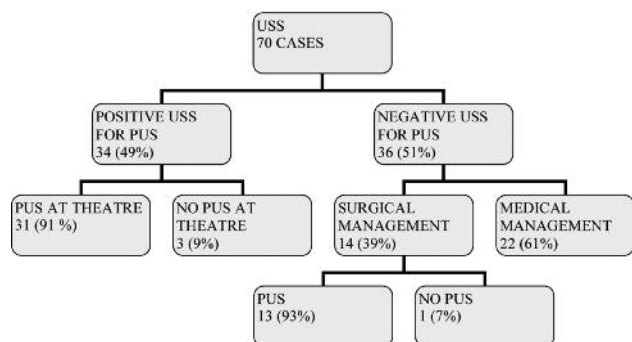 USS
70 CASES
POSITIVE USS
FOR PUS
34 (49%)
NEGATIVE USS
FOR PUS
36 (51%)
PUS AT THEATRE
31 (91 %)
NO PUS AT
THEATRE
3 (9%)
SURGICAL
MANAGEMENT
14 (39%)
MEDICAL
MANAGEMENT
22 (61%)
PUS
13 (93%)
NO PUS
1 (7%)